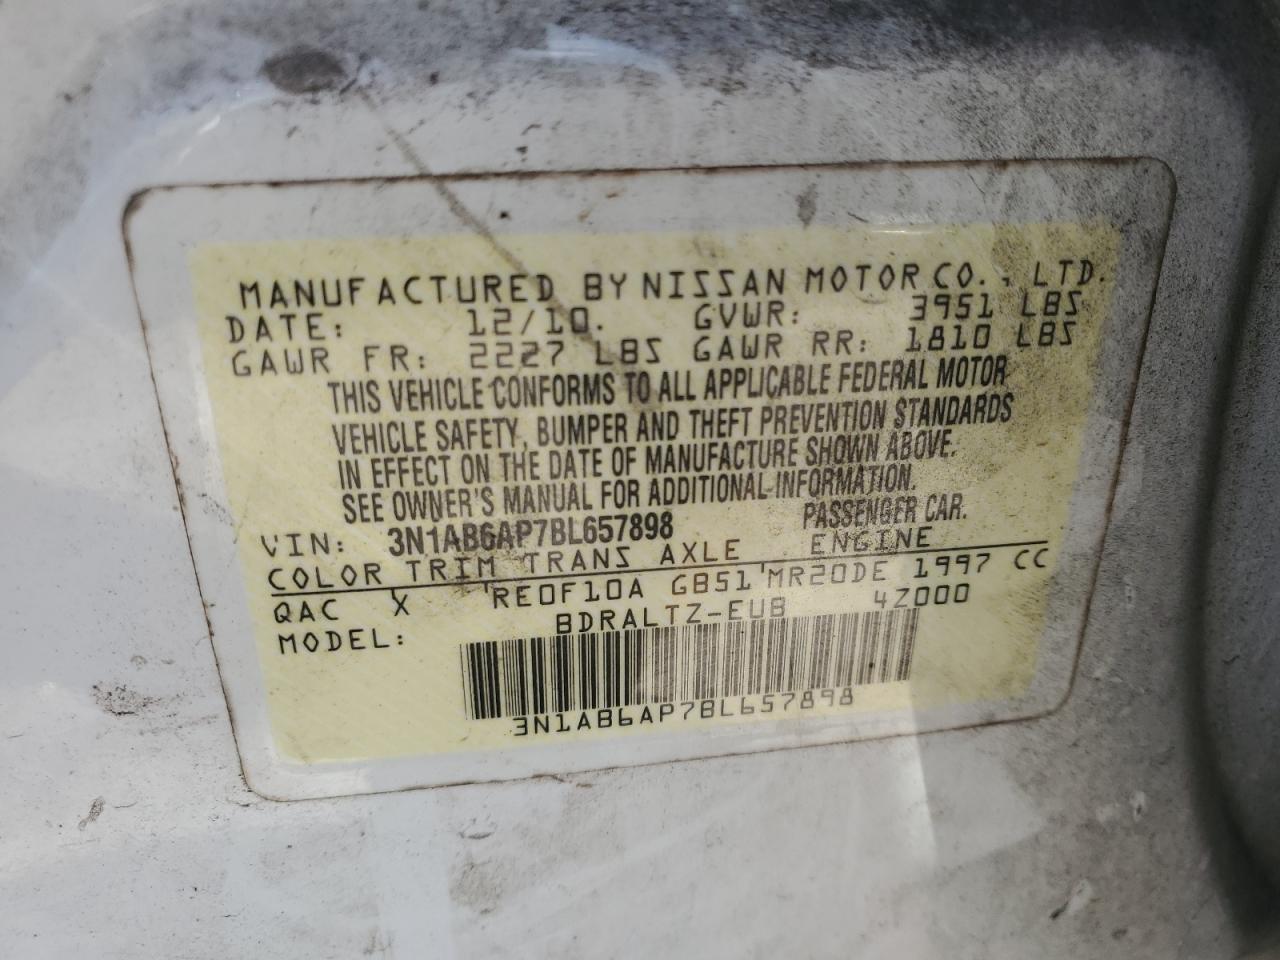 MANUFACTURED BY NISSAN MOTOR CO., LTD.
DATE: 12/10. GVWR: 3951 LBS
GAWR FR: 2227 LBS GAWR RR: 1810 LBS
THIS VEHICLE CONFORMS TO ALL APPLICABLE FEDERAL MOTOR
VEHICLE SAFETY, BUMPER AND THEFT PREVENTION STANDARDS
IN EFFECT ON THE DATE OF MANUFACTURE SHOWN ABOVE.
SEE OWNER'S MANUAL FOR ADDITIONAL INFORMATION.
VIN: 3N1AB6AP7BL657898 PASSENGER CAR.
COLOR TRIM TRANS AXLE ENGINE
QAC X RE0F10A GB51 MR20DE 1997 CC
MODEL: BDRALTZ-EUB 4Z000
3N1AB6AP7BL657898